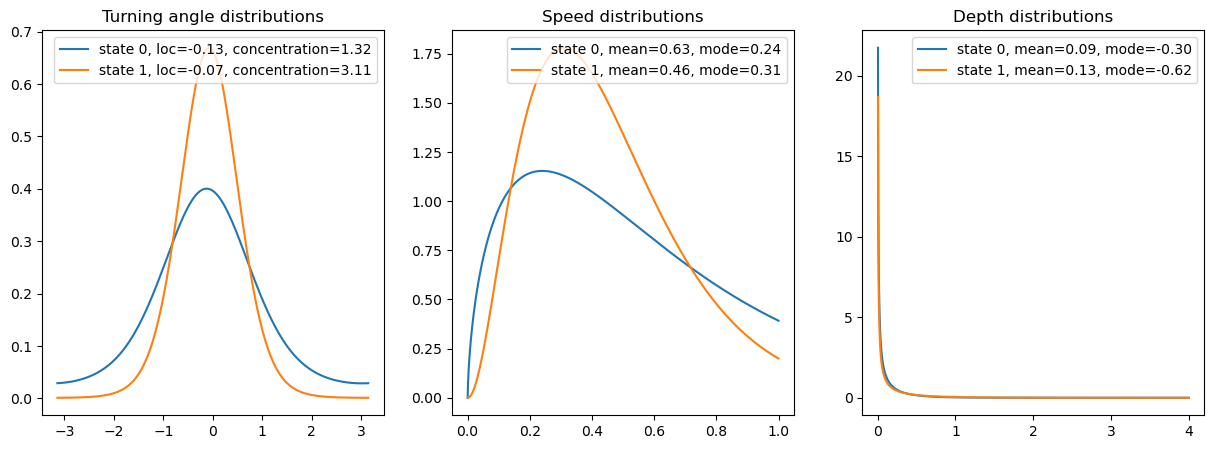 Turning angle distributions
state 0, loc=-0.13, concentration=1.32
state 1, loc=-0.07, concentration=3.11
0.7
0.6
0.5
0.4
0.3
0.2
0.1
0.0
−3 −2 −1 0 1 2 3
Speed distributions
state 0, mean=0.63, mode=0.24
state 1, mean=0.46, mode=0.31
1.75
1.50
1.25
1.00
0.75
0.50
0.25
0.00
0.0 0.2 0.4 0.6 0.8 1.0
Depth distributions
state 0, mean=0.09, mode=-0.30
state 1, mean=0.13, mode=-0.62
20
15
10
5
0
0 1 2 3 4